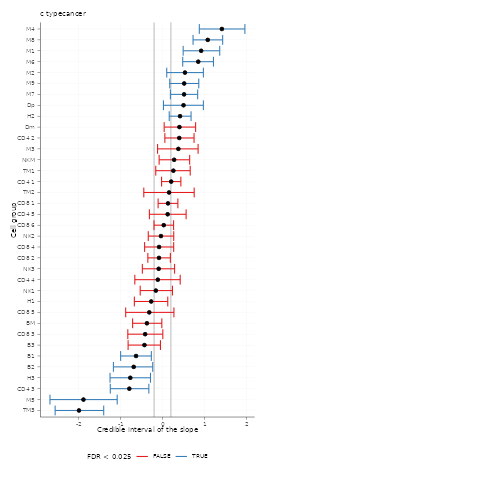 c typecancer
Cell group
M4
M8
M1
M6
M2
M5
M7
Dp
H2
Dm
CD4 2
M3
NKM
TM1
CD4 1
TM2
CD8 1
CD4 5
CD8 6
NK2
CD8 4
CD8 2
NK3
CD4 4
NK1
H1
CD8 5
BM
CD8 3
B3
B1
B2
H3
CD4 3
TM3
-2 -1 0 1 2
Credible interval of the slope
FDR < 0.025 FALSE TRUE